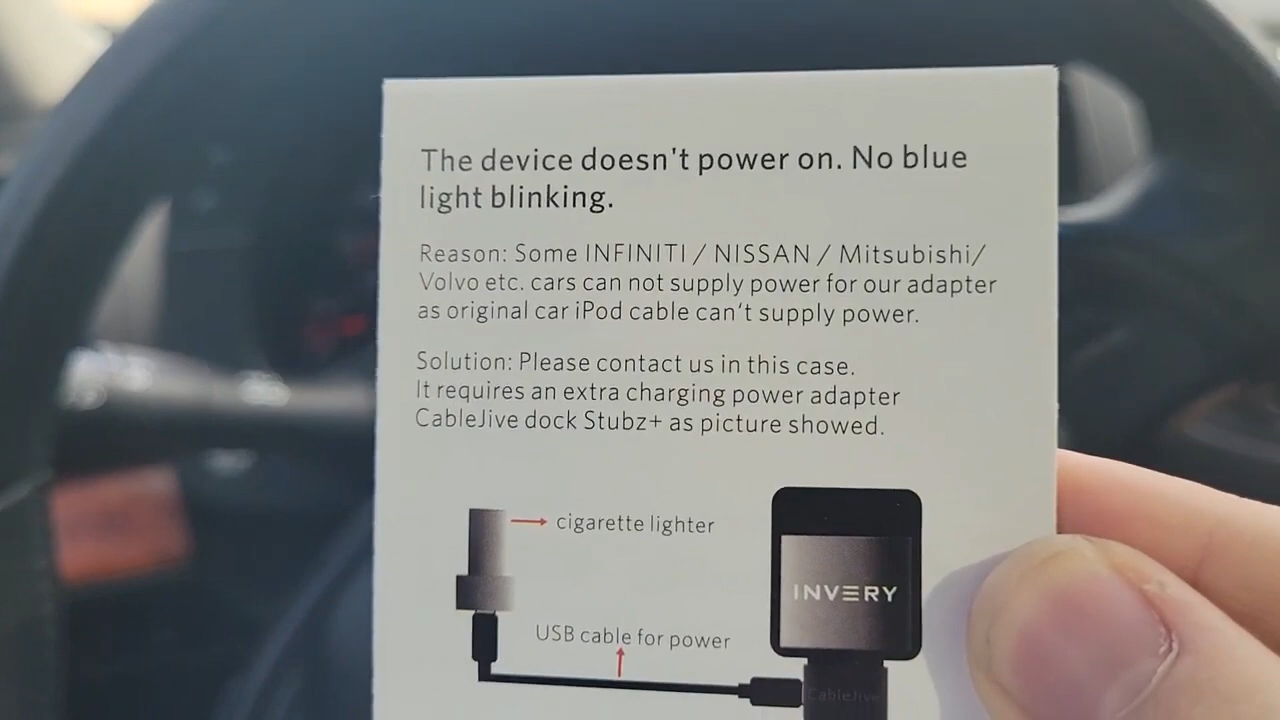 The device doesn't power on. No blue
light blinking.
Reason: Some INFINITI / NISSAN / Mitsubishi/
Volvo etc. cars can not supply power for our adapter
as original car iPod cable can't supply power.
Solution: Please contact us in this case.
It requires an extra charging power adapter
CableJive dock Stubz+ as picture showed.
cigarette lighter
INVERY
USB cable for power
CableJive